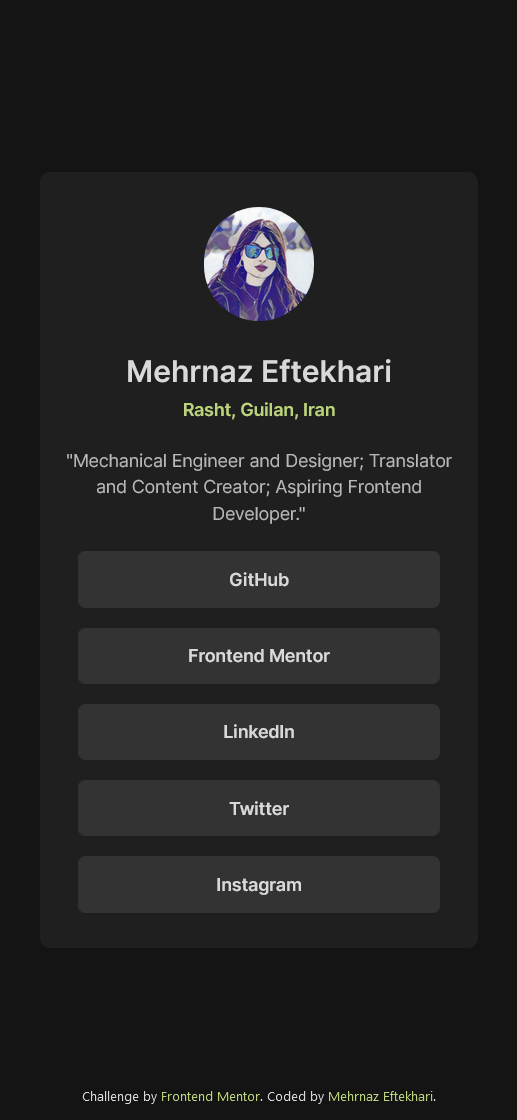 Mehrnaz Eftekhari
Rasht, Guilan, Iran
"Mechanical Engineer and Designer; Translator
and Content Creator; Aspiring Frontend
Developer."
GitHub
Frontend Mentor
LinkedIn
Twitter
Instagram
Challenge by Frontend Mentor. Coded by Mehrnaz Eftekhari.